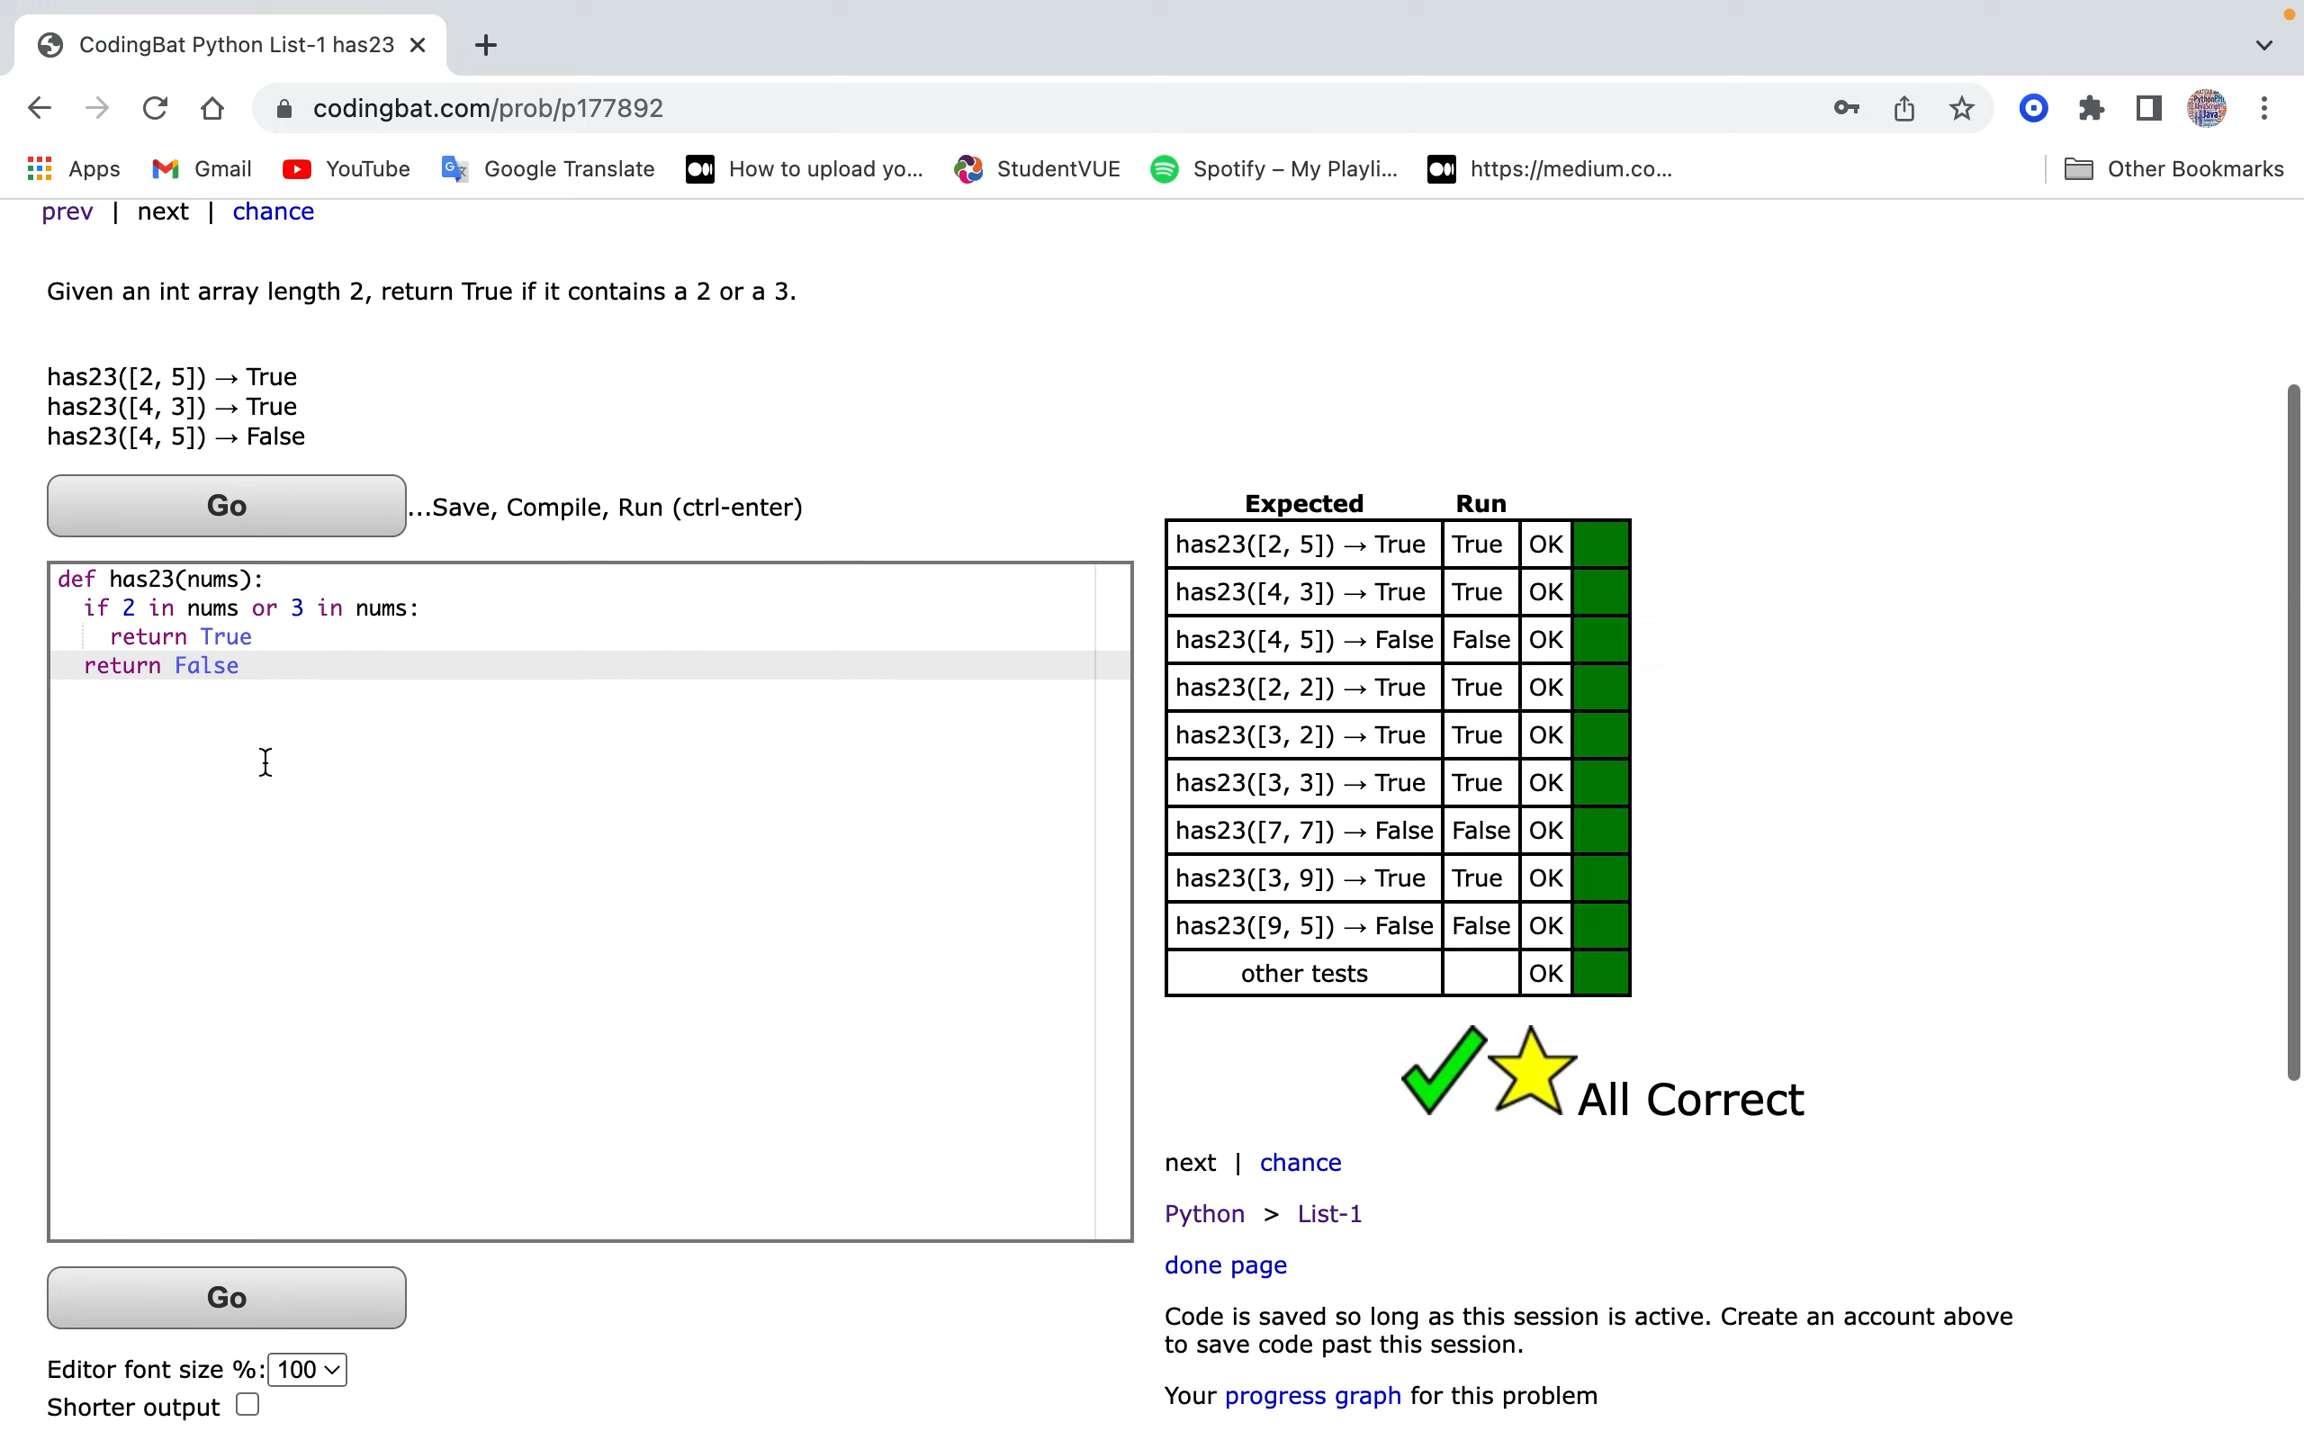 CodingBat Python List-1 has23
codingbat.com/prob/p177892
Apps Gmail YouTube Google Translate How to upload yo... StudentVUE Spotify – My Playli... https://medium.co... Other Bookmarks
prev | next | chance
Given an int array length 2, return True if it contains a 2 or a 3.
has23([2, 5]) → True
has23([4, 3]) → True
has23([4, 5]) → False
Go ...Save, Compile, Run (ctrl-enter)
def has23(nums):
  if 2 in nums or 3 in nums:
    return True
  return False
Go
Editor font size %: 100
Shorter output
Expected Run
has23([2, 5]) → True True OK
has23([4, 3]) → True True OK
has23([4, 5]) → False False OK
has23([2, 2]) → True True OK
has23([3, 2]) → True True OK
has23([3, 3]) → True True OK
has23([7, 7]) → False False OK
has23([3, 9]) → True True OK
has23([9, 5]) → False False OK
other tests OK
All Correct
next | chance
Python > List-1
done page
Code is saved so long as this session is active. Create an account above
to save code past this session.
Your progress graph for this problem